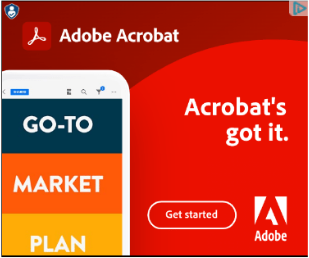 Adobe Acrobat
GO-TO
MARKET
PLAN
Acrobat's
got it.
Get started
Adobe